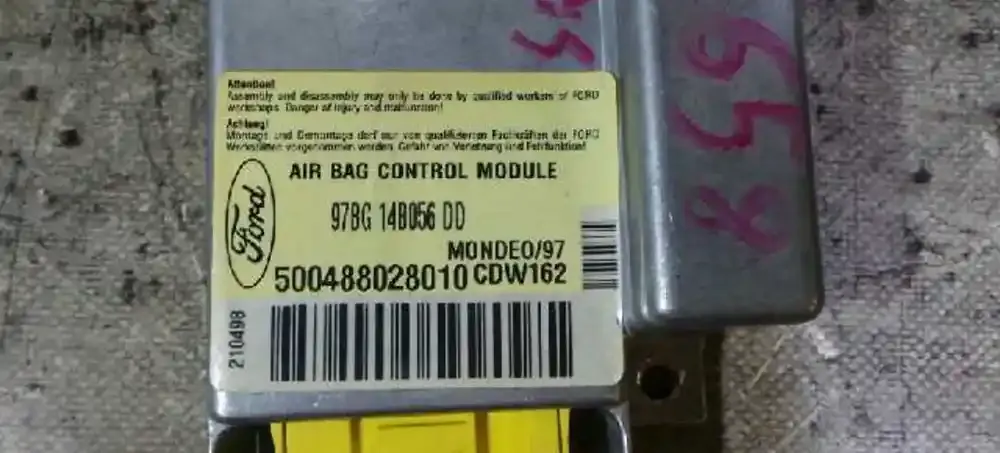 558
Attention!
Assembly and disassembly may only be done by qualified workers of FORD
workshops. Danger of injury and malfunction!
Achtung!
Montage und Demontage darf nur von qualifizierten Fachkräften der FORD
Werkstätten vorgenommen werden. Gefahr von Verletzung und Fehlfunktion!
AIR BAG CONTROL MODULE
Ford
97BG 14B056 DD
MONDEO/97
500488028010 CDW162
210498